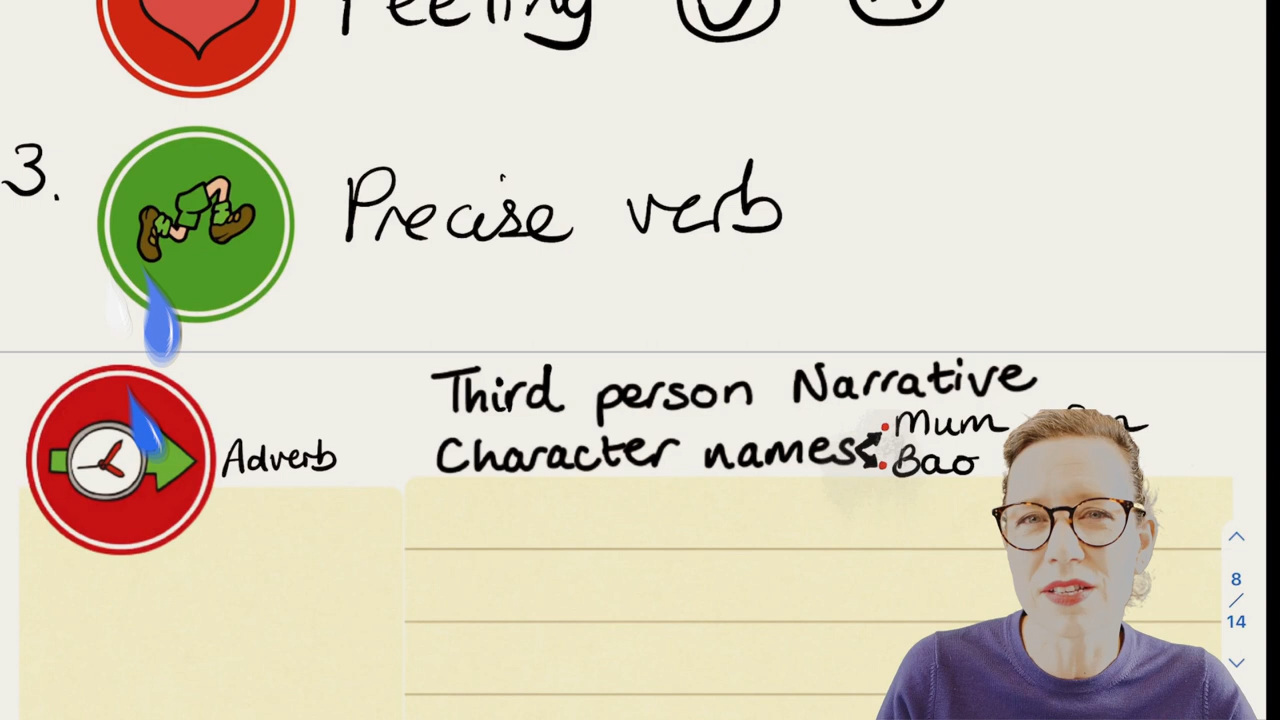 Feeling
3. Precise verb
Third person Narrative
Adverb
Character names
Mum
Bao
8
/
14